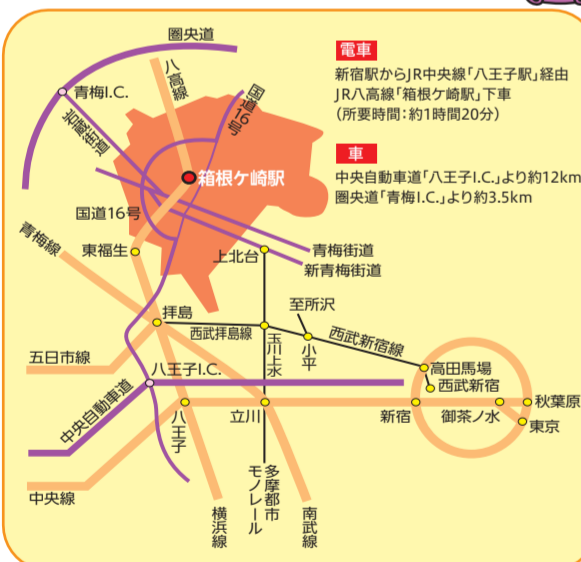 圏央道
八高線
国道16号
青梅I.C.
岩蔵街道
箱根ケ崎駅
国道16号
青梅線
東福生
上北台
青梅街道
新青梅街道
拝島
西武拝島線
玉川上水
至所沢
小平
西武新宿線
五日市線
八王子I.C.
高田馬場
西武新宿
中央自動車道
八王子
立川
新宿
御茶ノ水
秋葉原
東京
中央線
横浜線
多摩都市
モノレール
南武線
電車
新宿駅からJR中央線「八王子駅」経由
JR八高線「箱根ケ崎駅」下車
(所要時間:約1時間20分)
車
中央自動車道「八王子I.C.」より約12km
圏央道「青梅I.C.」より約3.5km